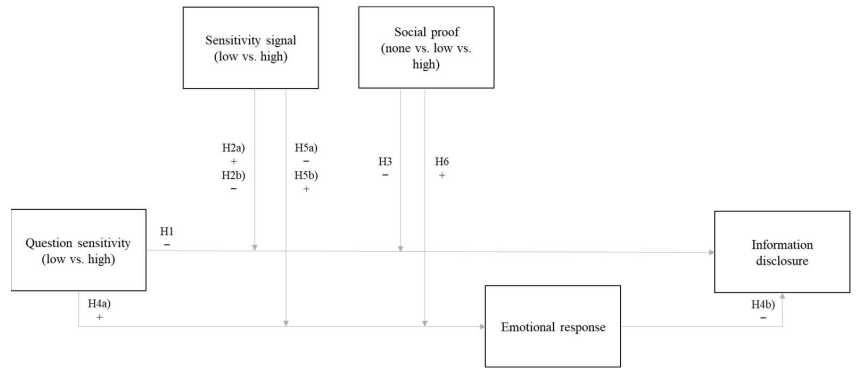 Sensitivity signal
(low vs. high)
Social proof
(none vs. low vs.
high)
H2a)
+
H2b)
−
H5a)
−
H5b)
+
H3
−
H6
+
Question sensitivity
(low vs. high)
H1
−
Information
disclosure
H4a)
+
Emotional response
H4b)
−